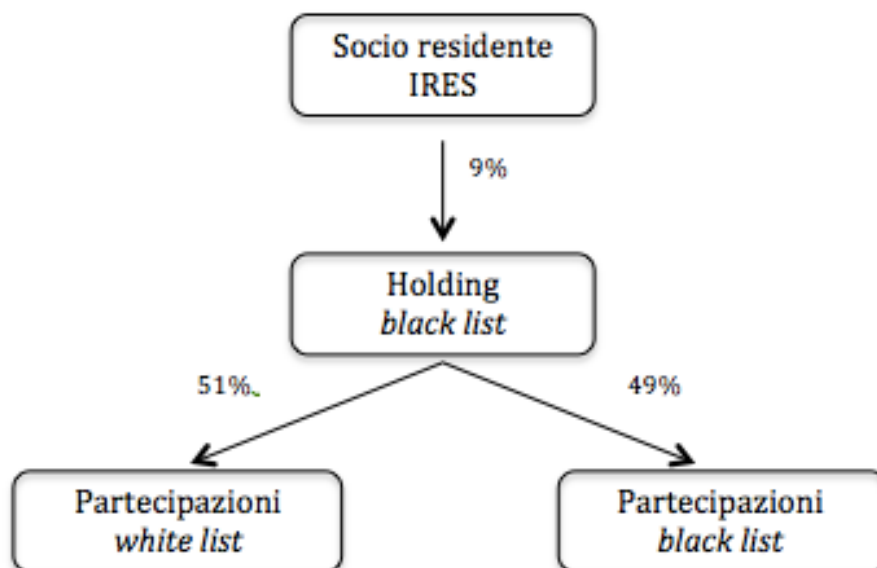 Socio residente
IRES
9%
Holding
black list
51%.
49%
Partecipazioni
white list
Partecipazioni
black list